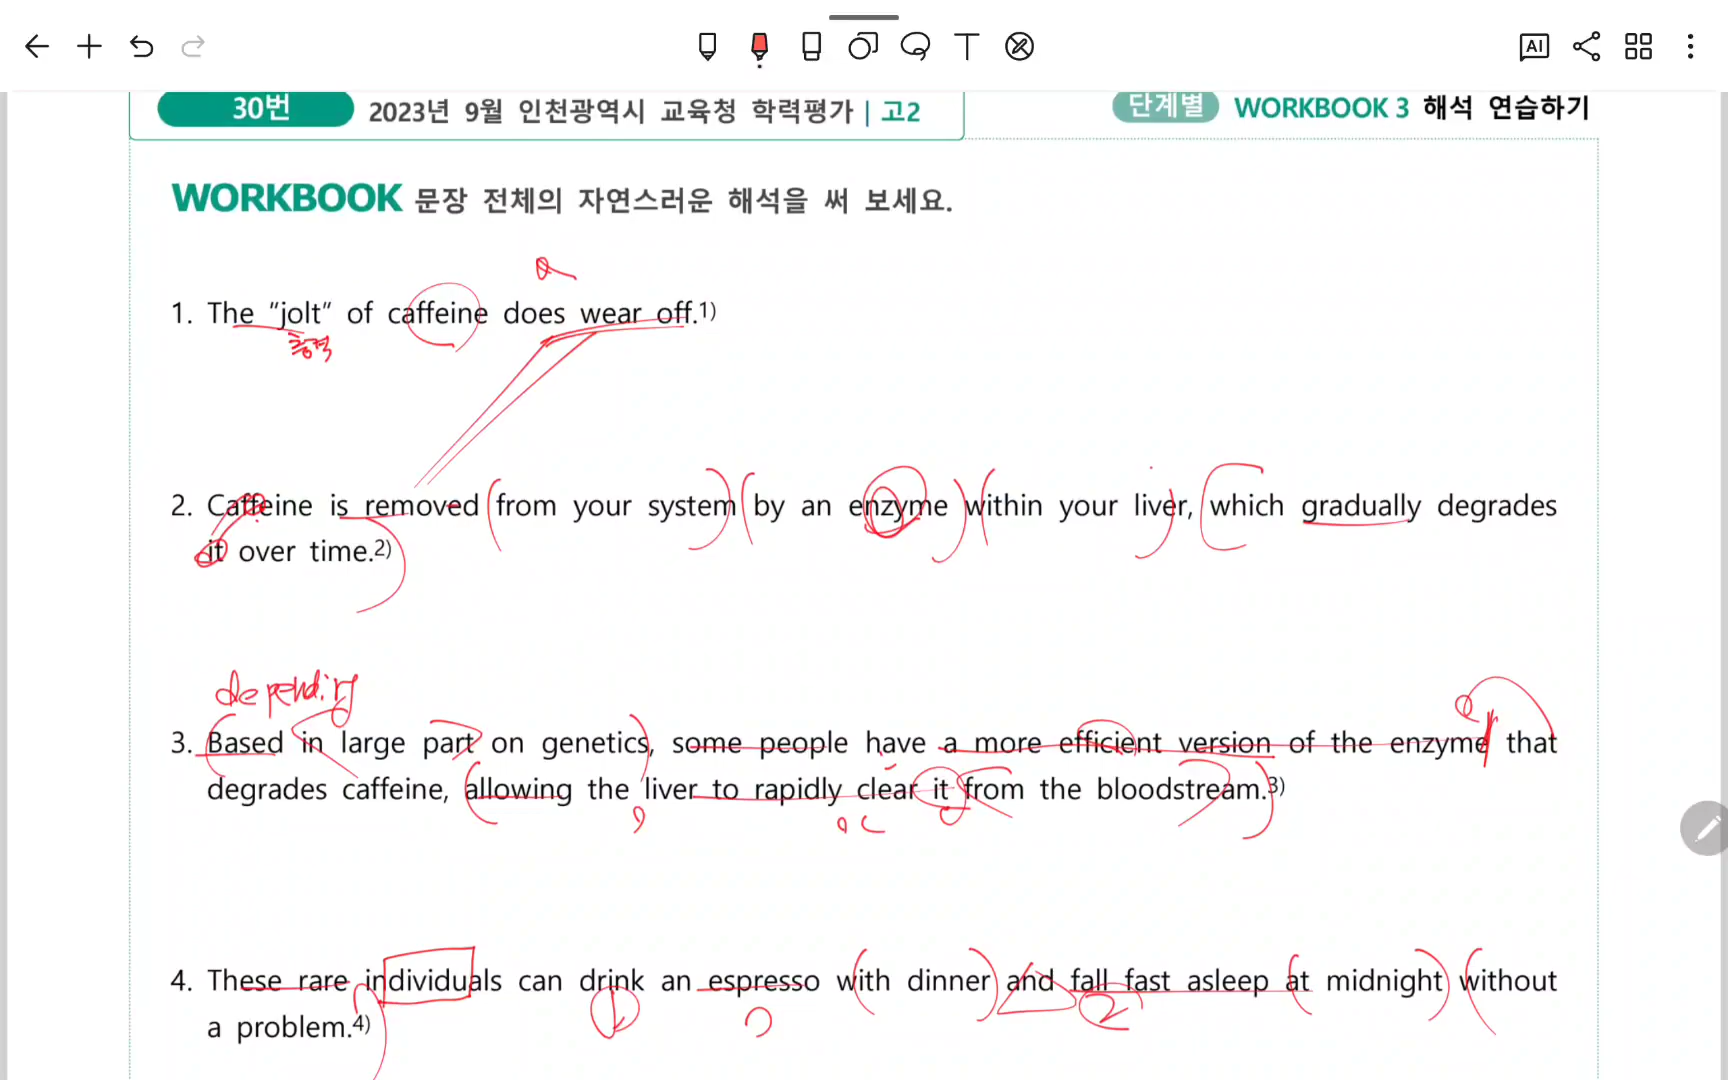 AI
30번 2023년 9월 인천광역시 교육청 학력평가 | 고2 단계별 WORKBOOK 3 해석 연습하기
WORKBOOK 문장 전체의 자연스러운 해석을 써 보세요.
1. The "jolt" of caffeine does wear off.1)
충격
2. Caffeine is removed from your system by an enzyme within your liver, which gradually degrades
it over time.2)
depending
3. Based in large part on genetics, some people have a more efficient version of the enzyme that
degrades caffeine, allowing the liver to rapidly clear it from the bloodstream.3)
4. These rare individuals can drink an espresso with dinner and fall fast asleep at midnight without
1 2
a problem.4)